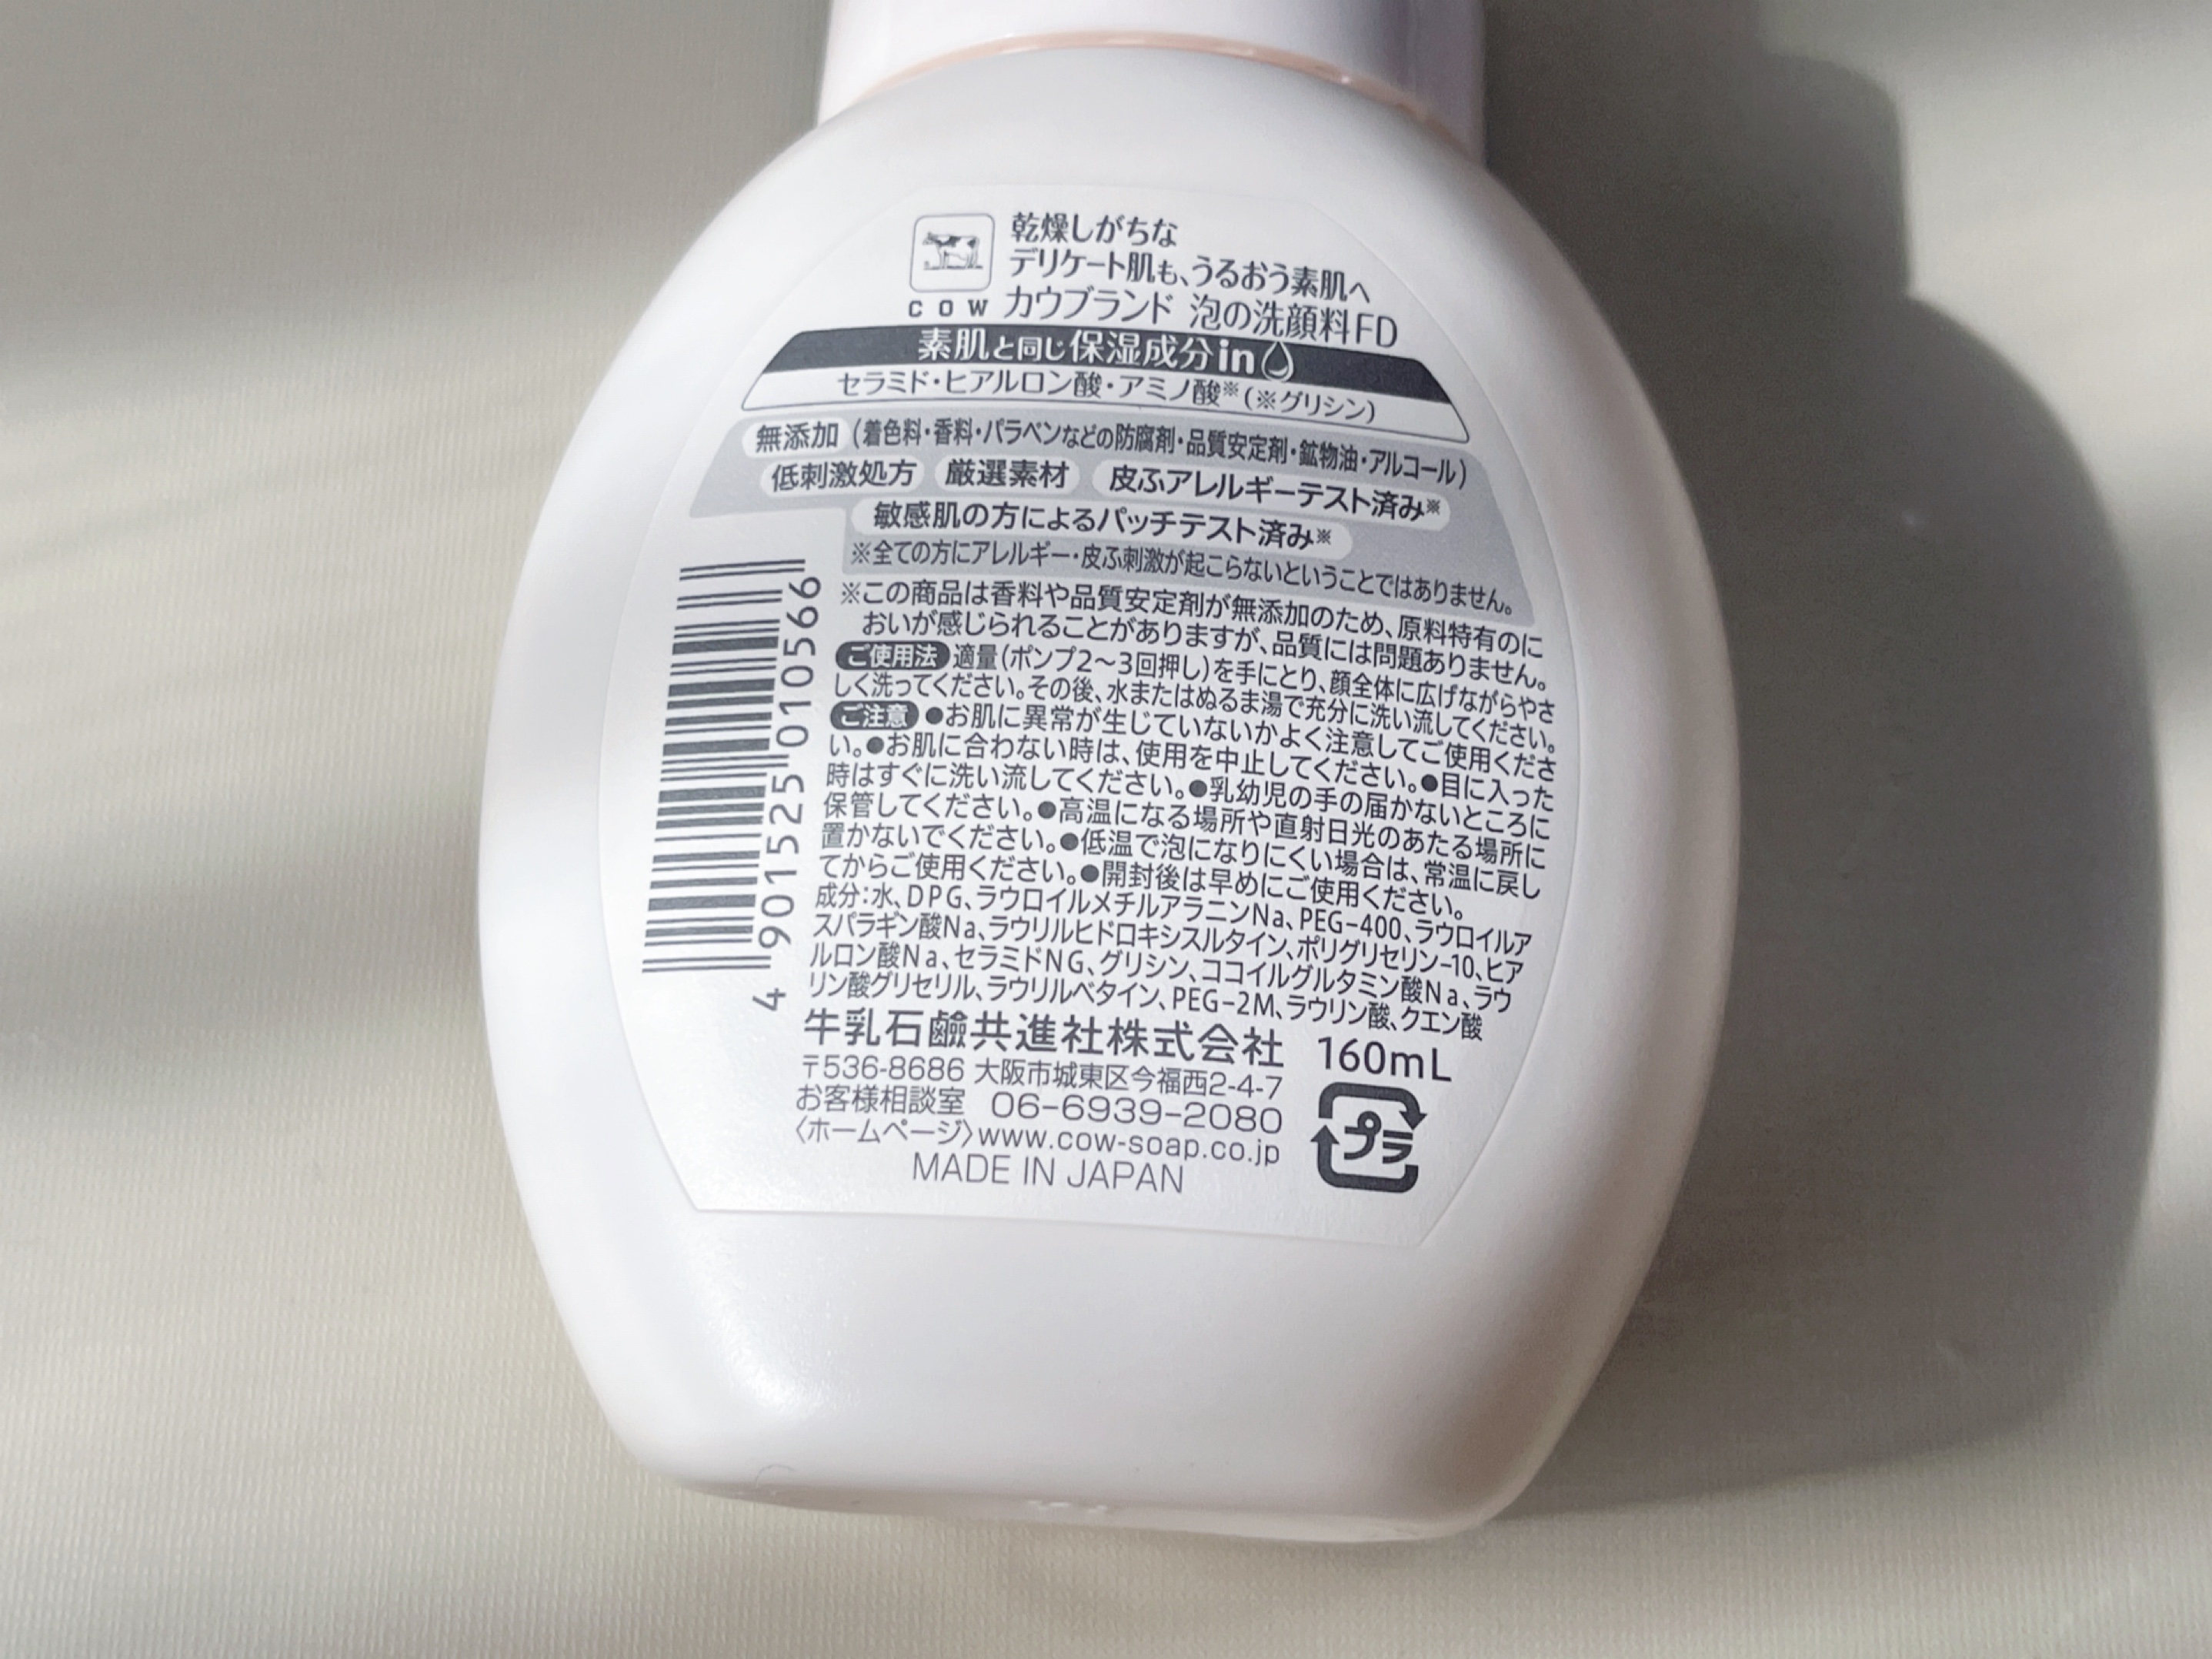 乾燥しがちな
デリケート肌も、うるおう素肌へ
COW カウブランド 泡の洗顔料FD
素肌と同じ保湿成分in
セラミド・ヒアルロン酸・アミノ酸※(※グリシン)
無添加 (着色料・香料・パラベンなどの防腐剤・品質安定剤・鉱物油・アルコール)
低刺激処方 厳選素材 皮ふアレルギーテスト済み※
敏感肌の方によるパッチテスト済み※
※全ての方にアレルギー・皮ふ刺激が起こらないということではありません。
※この商品は香料や品質安定剤が無添加のため、原料特有のに
おいが感じられることがありますが、品質には問題ありません。
ご使用法 適量(ポンプ2〜3回押し)を手にとり、顔全体に広げながらやさ
しく洗ってください。その後、水またはぬるま湯で充分に洗い流してください。
ご注意 ●お肌に異常が生じていないかよく注意してご使用くださ
い。●お肌に合わない時は、使用を中止してください。●目に入った
時はすぐに洗い流してください。●乳幼児の手の届かないところに
保管してください。●高温になる場所や直射日光のあたる場所に
置かないでください。●低温で泡になりにくい場合は、常温に戻し
てからご使用ください。●開封後は早めにご使用ください。
成分:水、DPG、ラウロイルメチルアラニンNa、PEG-400、ラウロイルア
スパラギン酸Na、ラウリルヒドロキシスルタイン、ポリグリセリン-10、ヒア
ルロン酸Na、セラミドNG、グリシン、ココイルグルタミン酸Na、ラウ
リン酸グリセリル、ラウリルベタイン、PEG-2M、ラウリン酸、クエン酸
牛乳石鹼共進社株式会社 160mL
〒536-8686 大阪市城東区今福西2-4-7
お客様相談室 06-6939-2080
〈ホームページ〉www.cow-soap.co.jp
MADE IN JAPAN
プラ
4 901525 010566